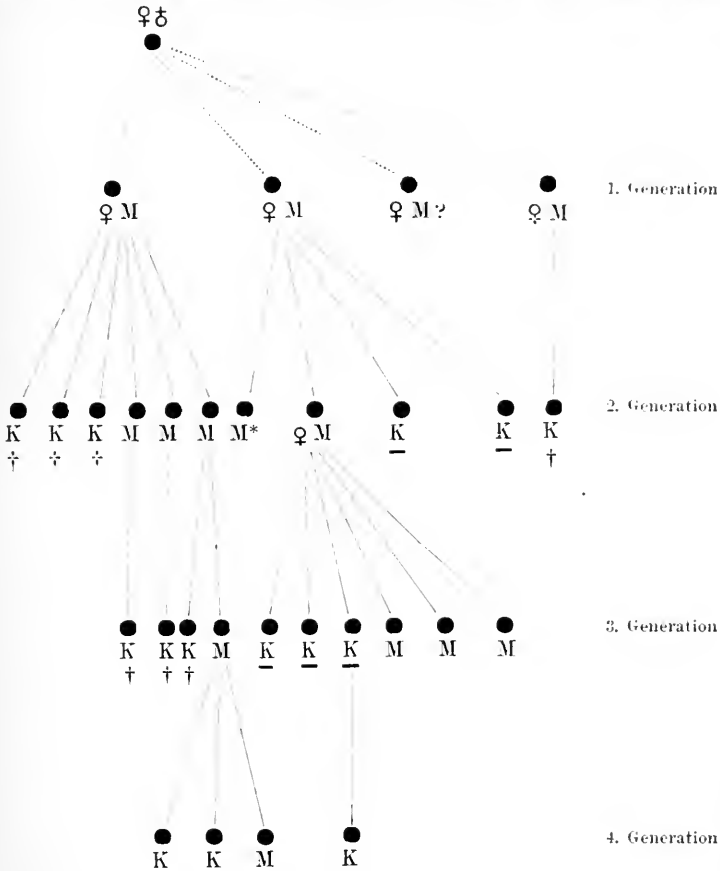 ♀♁
1. Generation
♀ M ♀ M ♀ M ? ♀ M
2. Generation
K K K M M M M* ♀ M K K K
† † † – – †
3. Generation
K K K M K K K M M M
† † † – – –
4. Generation
K K M K